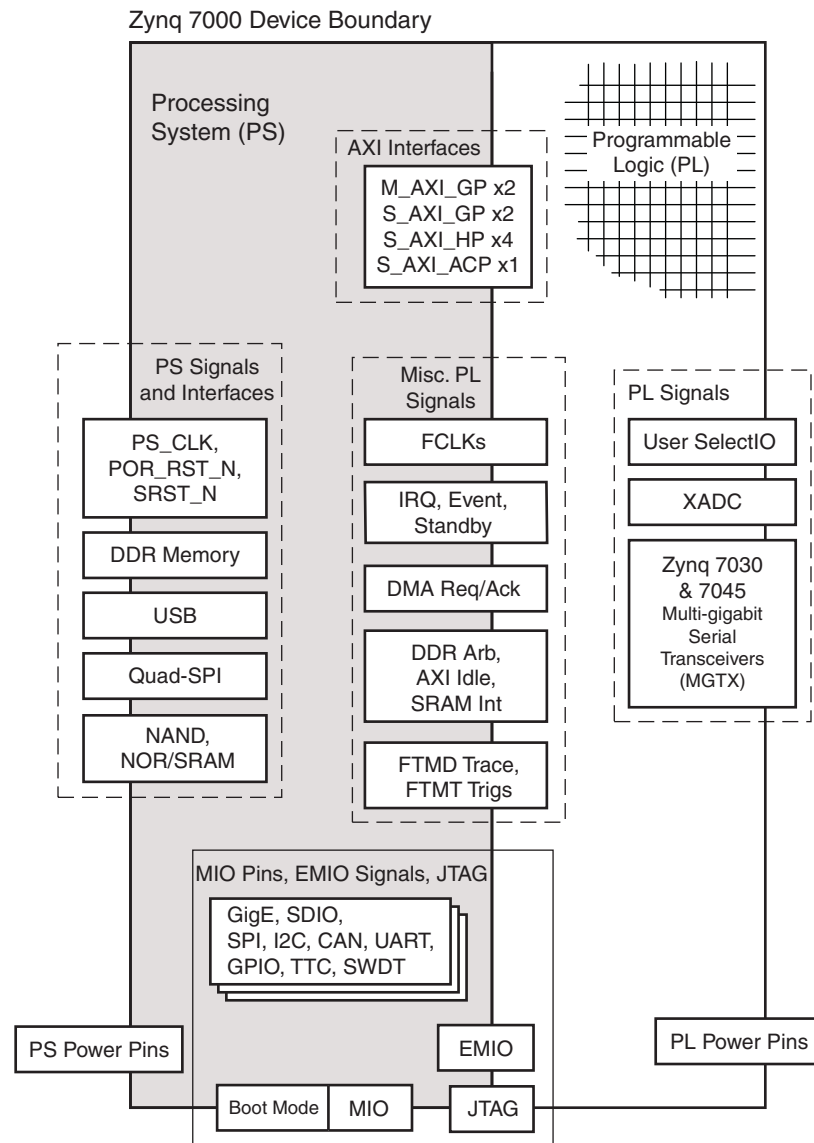 Zynq 7000 Device Boundary
Processing
System (PS)
AXI Interfaces
M_AXI_GP x2
S_AXI_GP x2
S_AXI_HP x4
S_AXI_ACP x1
Programmable
Logic (PL)
PS Signals
and Interfaces
PS_CLK,
POR_RST_N,
SRST_N
DDR Memory
USB
Quad-SPI
NAND,
NOR/SRAM
Misc. PL
Signals
FCLKs
IRQ, Event,
Standby
DMA Req/Ack
DDR Arb,
AXI Idle,
SRAM Int
FTMD Trace,
FTMT Trigs
PL Signals
User SelectIO
XADC
Zynq 7030
& 7045
Multi-gigabit
Serial
Transceivers
(MGTX)
MIO Pins, EMIO Signals, JTAG
GigE, SDIO,
SPI, I2C, CAN, UART,
GPIO, TTC, SWDT
PS Power Pins
EMIO
PL Power Pins
Boot Mode
MIO
JTAG